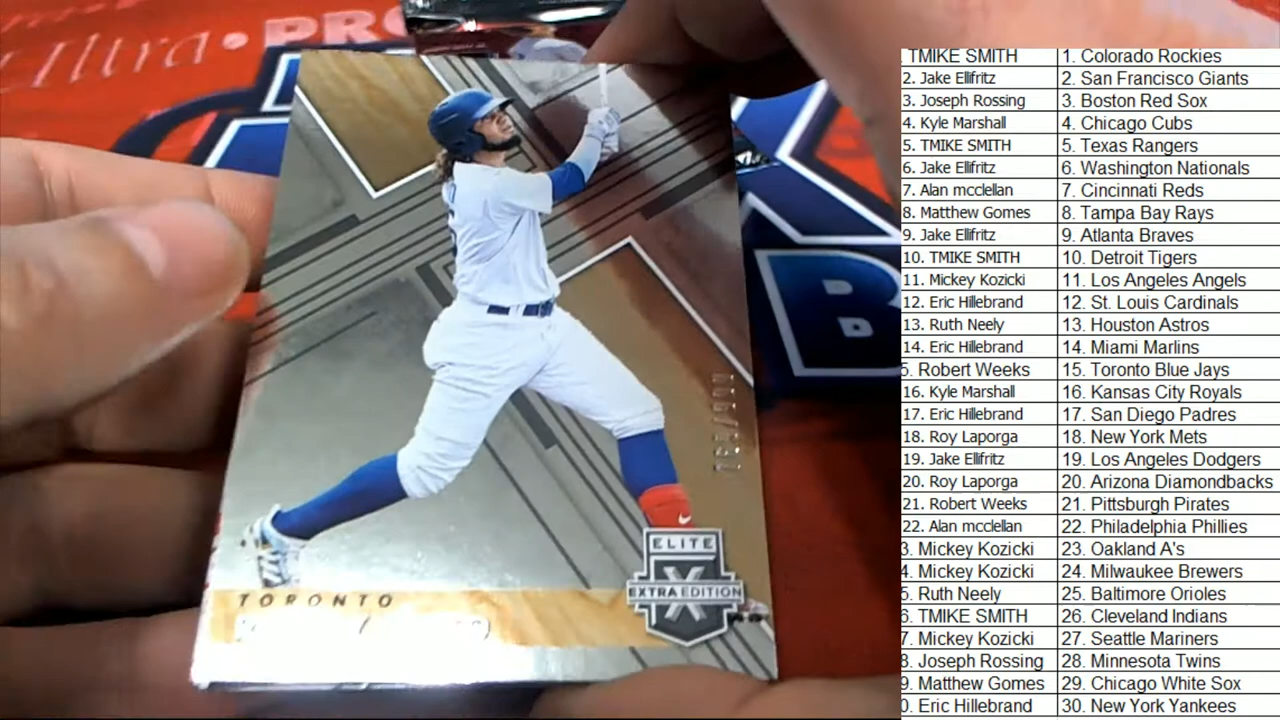 Ultra • PRO
TORONTO
ELITE
X
EXTRA EDITION
B
TMIKE SMITH 1. Colorado Rockies
2. Jake Ellifritz 2. San Francisco Giants
3. Joseph Rossing 3. Boston Red Sox
4. Kyle Marshall 4. Chicago Cubs
5. TMIKE SMITH 5. Texas Rangers
6. Jake Ellifritz 6. Washington Nationals
7. Alan mcclellan 7. Cincinnati Reds
8. Matthew Gomes 8. Tampa Bay Rays
9. Jake Ellifritz 9. Atlanta Braves
10. TMIKE SMITH 10. Detroit Tigers
11. Mickey Kozicki 11. Los Angeles Angels
12. Eric Hillebrand 12. St. Louis Cardinals
13. Ruth Neely 13. Houston Astros
14. Eric Hillebrand 14. Miami Marlins
5. Robert Weeks 15. Toronto Blue Jays
16. Kyle Marshall 16. Kansas City Royals
17. Eric Hillebrand 17. San Diego Padres
18. Roy Laporga 18. New York Mets
19. Jake Ellifritz 19. Los Angeles Dodgers
20. Roy Laporga 20. Arizona Diamondbacks
21. Robert Weeks 21. Pittsburgh Pirates
22. Alan mcclellan 22. Philadelphia Phillies
3. Mickey Kozicki 23. Oakland A's
4. Mickey Kozicki 24. Milwaukee Brewers
5. Ruth Neely 25. Baltimore Orioles
6. TMIKE SMITH 26. Cleveland Indians
7. Mickey Kozicki 27. Seattle Mariners
8. Joseph Rossing 28. Minnesota Twins
9. Matthew Gomes 29. Chicago White Sox
0. Eric Hillebrand 30. New York Yankees